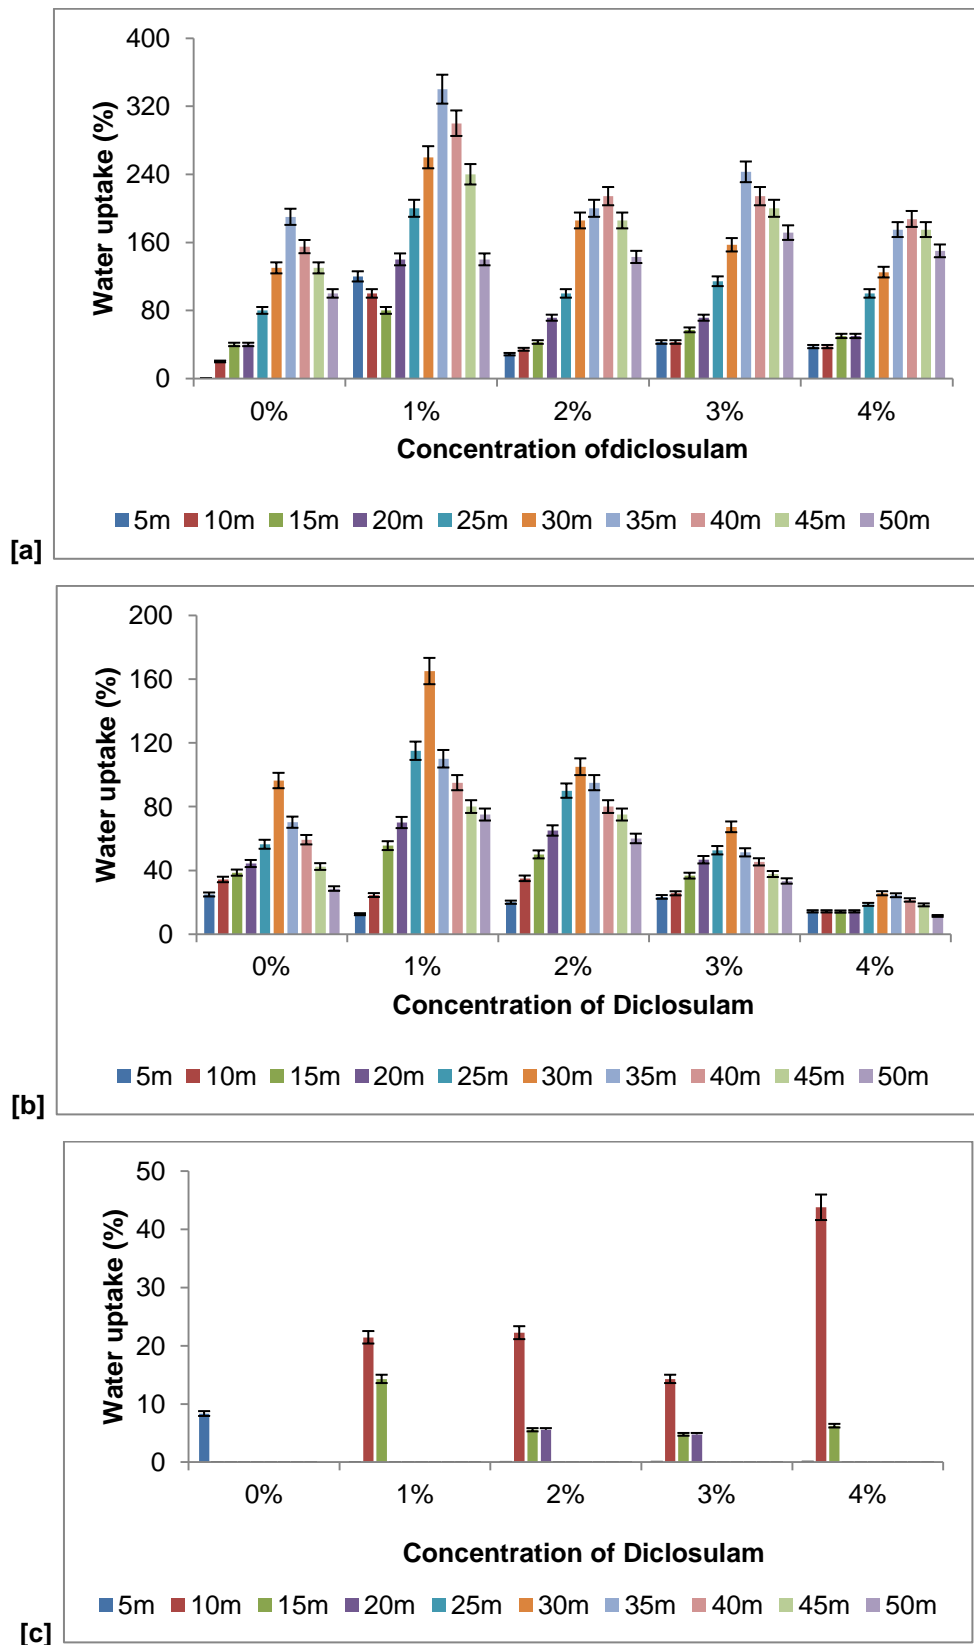 400
320
240
160
80
0
Water uptake (%)
0% 1% 2% 3% 4%
Concentration ofdiclosulam
5m 10m 15m 20m 25m 30m 35m 40m 45m 50m
[a]
200
160
120
80
40
0
Water uptake (%)
0% 1% 2% 3% 4%
Concentration of Diclosulam
5m 10m 15m 20m 25m 30m 35m 40m 45m 50m
[b]
50
40
30
20
10
0
Water uptake (%)
0% 1% 2% 3% 4%
Concentration of Diclosulam
5m 10m 15m 20m 25m 30m 35m 40m 45m 50m
[c]